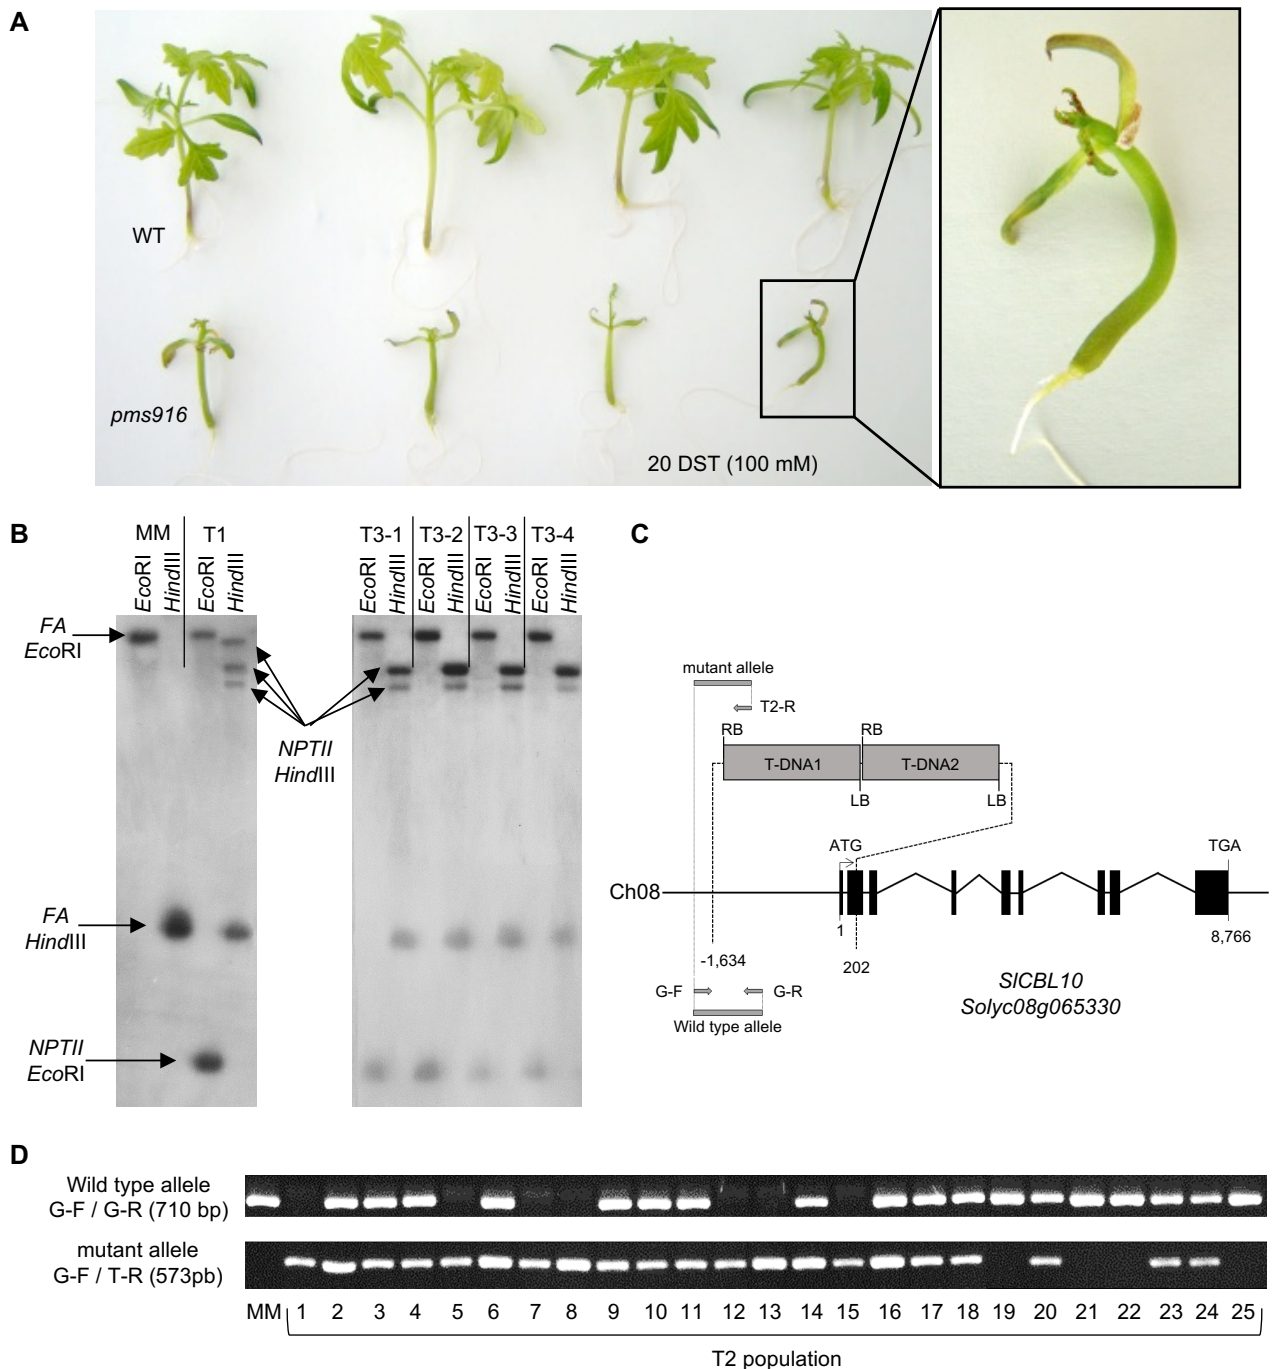 A
WT
pms916
20 DST (100 mM)
B
MM
T1
T3-1
T3-2
T3-3
T3-4
EcoRI
HindIII
EcoRI
HindIII
EcoRI
HindIII
EcoRI
HindIII
EcoRI
HindIII
EcoRI
HindIII
FA
EcoRI
NPTII
HindIII
FA
HindIII
NPTII
EcoRI
C
mutant allele
T2-R
RB
RB
T-DNA1
T-DNA2
LB
LB
ATG
TGA
Ch08
1
8,766
-1,634
202
G-F
G-R
Wild type allele
SlCBL10
Solyc08g065330
D
Wild type allele
G-F / G-R (710 bp)
mutant allele
G-F / T-R (573pb)
MM 1 2 3 4 5 6 7 8 9 10 11 12 13 14 15 16 17 18 19 20 21 22 23 24 25
T2 population